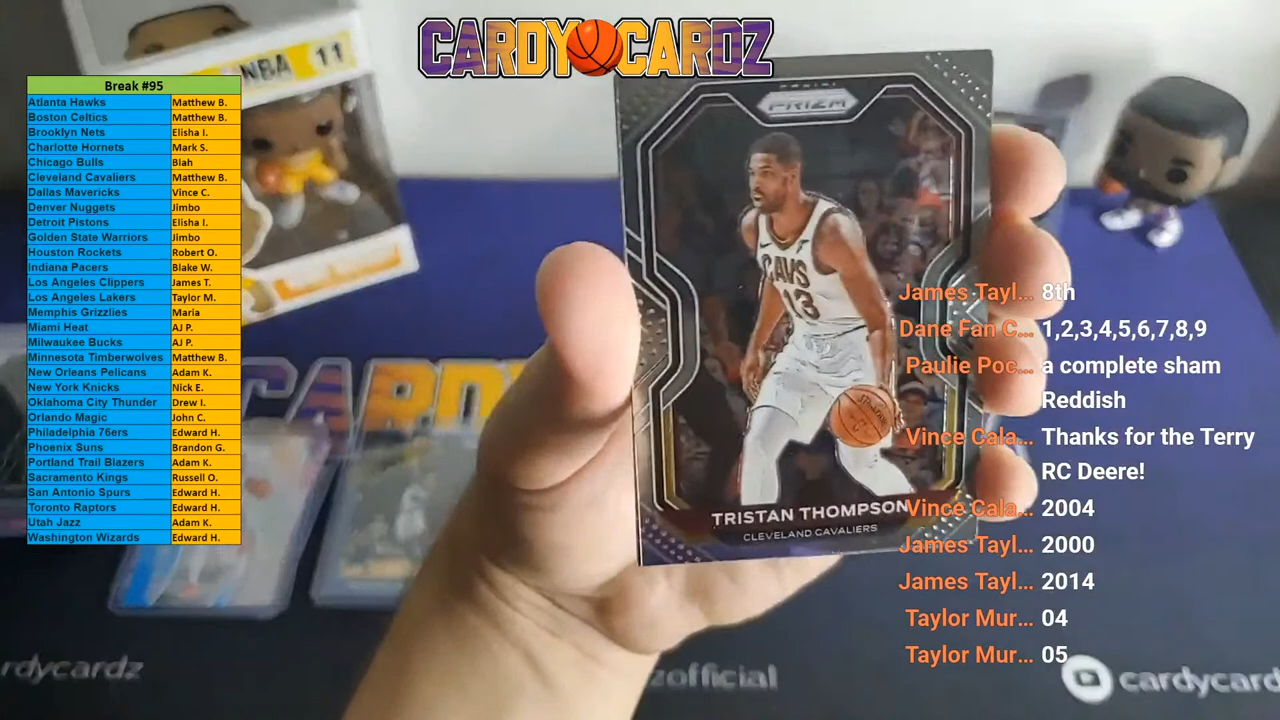 CARDY CARDZ
NBA 11
Break #95
Atlanta Hawks Matthew B.
Boston Celtics Matthew B.
Brooklyn Nets Elisha I.
Charlotte Hornets Mark S.
Chicago Bulls Blah
Cleveland Cavaliers Matthew B.
Dallas Mavericks Vince C.
Denver Nuggets Jimbo
Detroit Pistons Elisha I.
Golden State Warriors Jimbo
Houston Rockets Robert O.
Indiana Pacers Blake W.
Los Angeles Clippers James T.
Los Angeles Lakers Taylor M.
Memphis Grizzlies Maria
Miami Heat AJ P.
Milwaukee Bucks AJ P.
Minnesota Timberwolves Matthew B.
New Orleans Pelicans Adam K.
New York Knicks Nick E.
Oklahoma City Thunder Drew I.
Orlando Magic John C.
Philadelphia 76ers Edward H.
Phoenix Suns Brandon G.
Portland Trail Blazers Adam K.
Sacramento Kings Russell O.
San Antonio Spurs Edward H.
Toronto Raptors Edward H.
Utah Jazz Adam K.
Washington Wizards Edward H.
PANINI
PRIZM
CAVS
13
TRISTAN THOMPSON
CLEVELAND CAVALIERS
James Tayl... 8th
Dane Fan C... 1,2,3,4,5,6,7,8,9
Paulie Poc... a complete sham
Reddish
Vince Cala... Thanks for the Terry
RC Deere!
Vince Cala... 2004
James Tayl... 2000
James Tayl... 2014
Taylor Mur... 04
Taylor Mur... 05
rdycardz
zofficial
cardycard